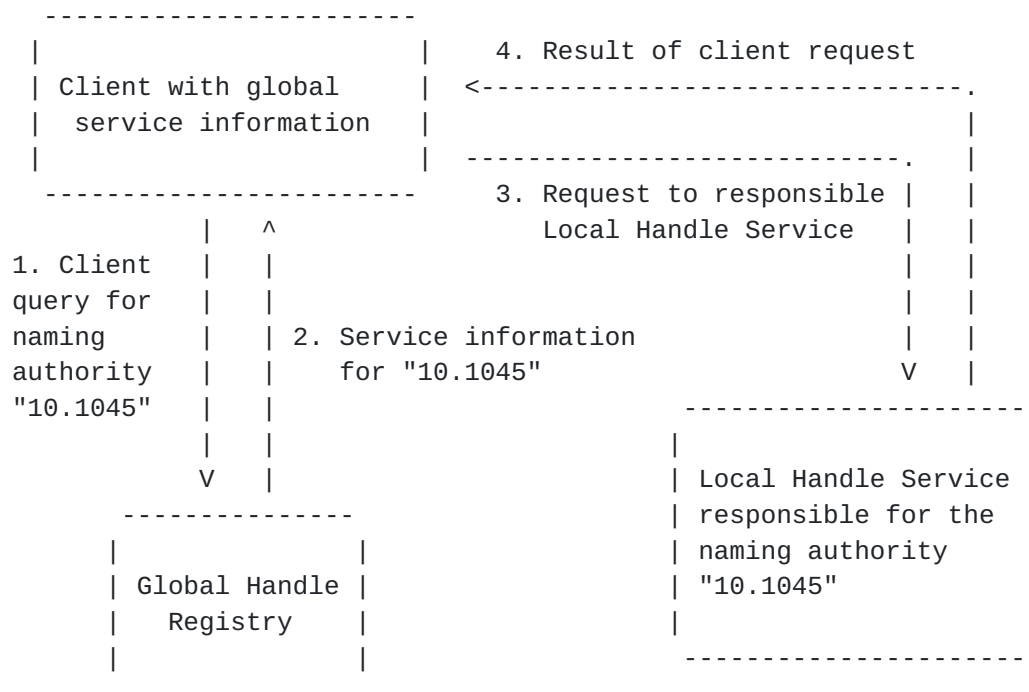 4. Result of client request
Client with global
service information
3. Request to responsible
Local Handle Service
1. Client
query for
naming
authority
"10.1045"
2. Service information
for "10.1045"
Local Handle Service
responsible for the
naming authority
"10.1045"
Global Handle
Registry